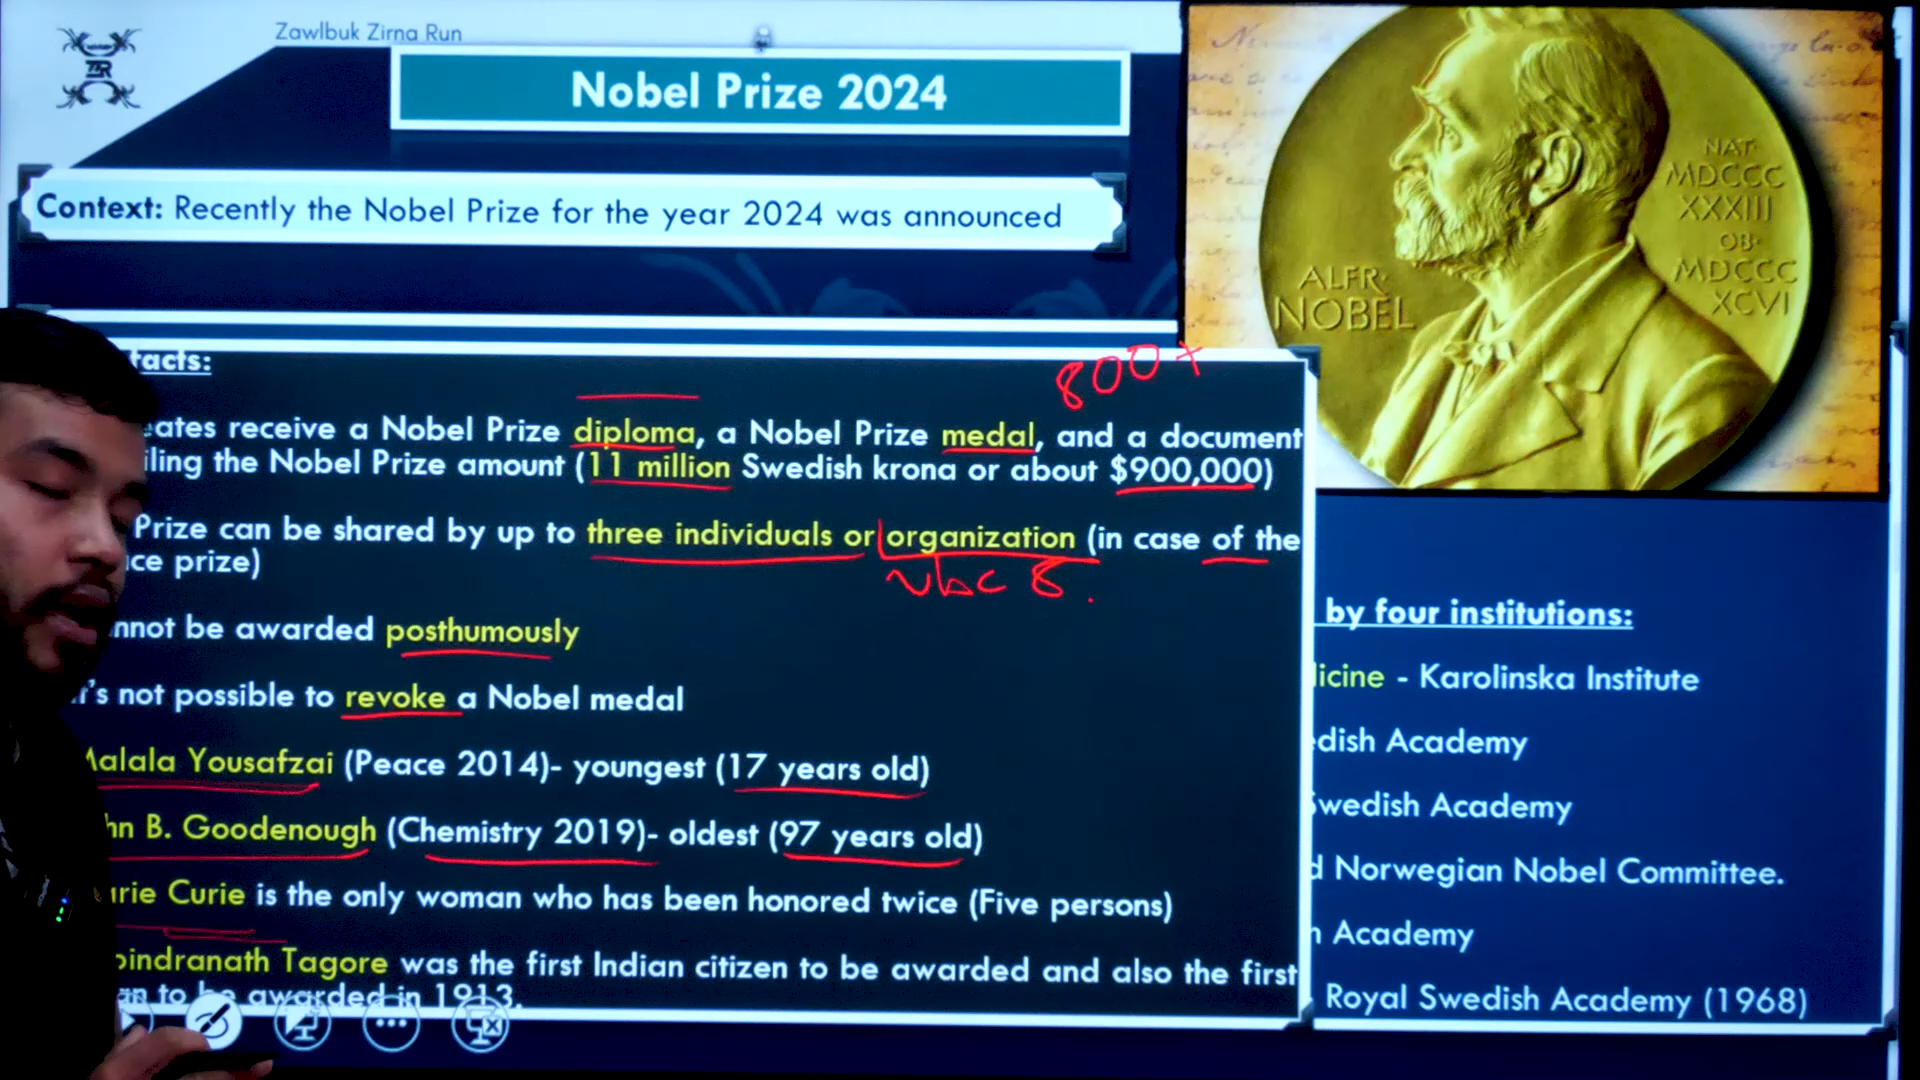 Zawlbuk Zirna Run
ZZR
Nobel Prize 2024
Context: Recently the Nobel Prize for the year 2024 was announced
NAT·
MDCCC
XXXIII
OB·
MDCCC
XCVI
ALFR·
NOBEL
800+
facts:
eates receive a Nobel Prize diploma, a Nobel Prize medal, and a document
iling the Nobel Prize amount (11 million Swedish krona or about $900,000)
Prize can be shared by up to three individuals or organization (in case of the
ce prize)
nnot be awarded posthumously
t's not possible to revoke a Nobel medal
Malala Yousafzai (Peace 2014)- youngest (17 years old)
hn B. Goodenough (Chemistry 2019)- oldest (97 years old)
rie Curie is the only woman who has been honored twice (Five persons)
bindranath Tagore was the first Indian citizen to be awarded and also the first
an to be awarded in 1913.
by four institutions:
dicine - Karolinska Institute
edish Academy
Swedish Academy
d Norwegian Nobel Committee.
n Academy
Royal Swedish Academy (1968)